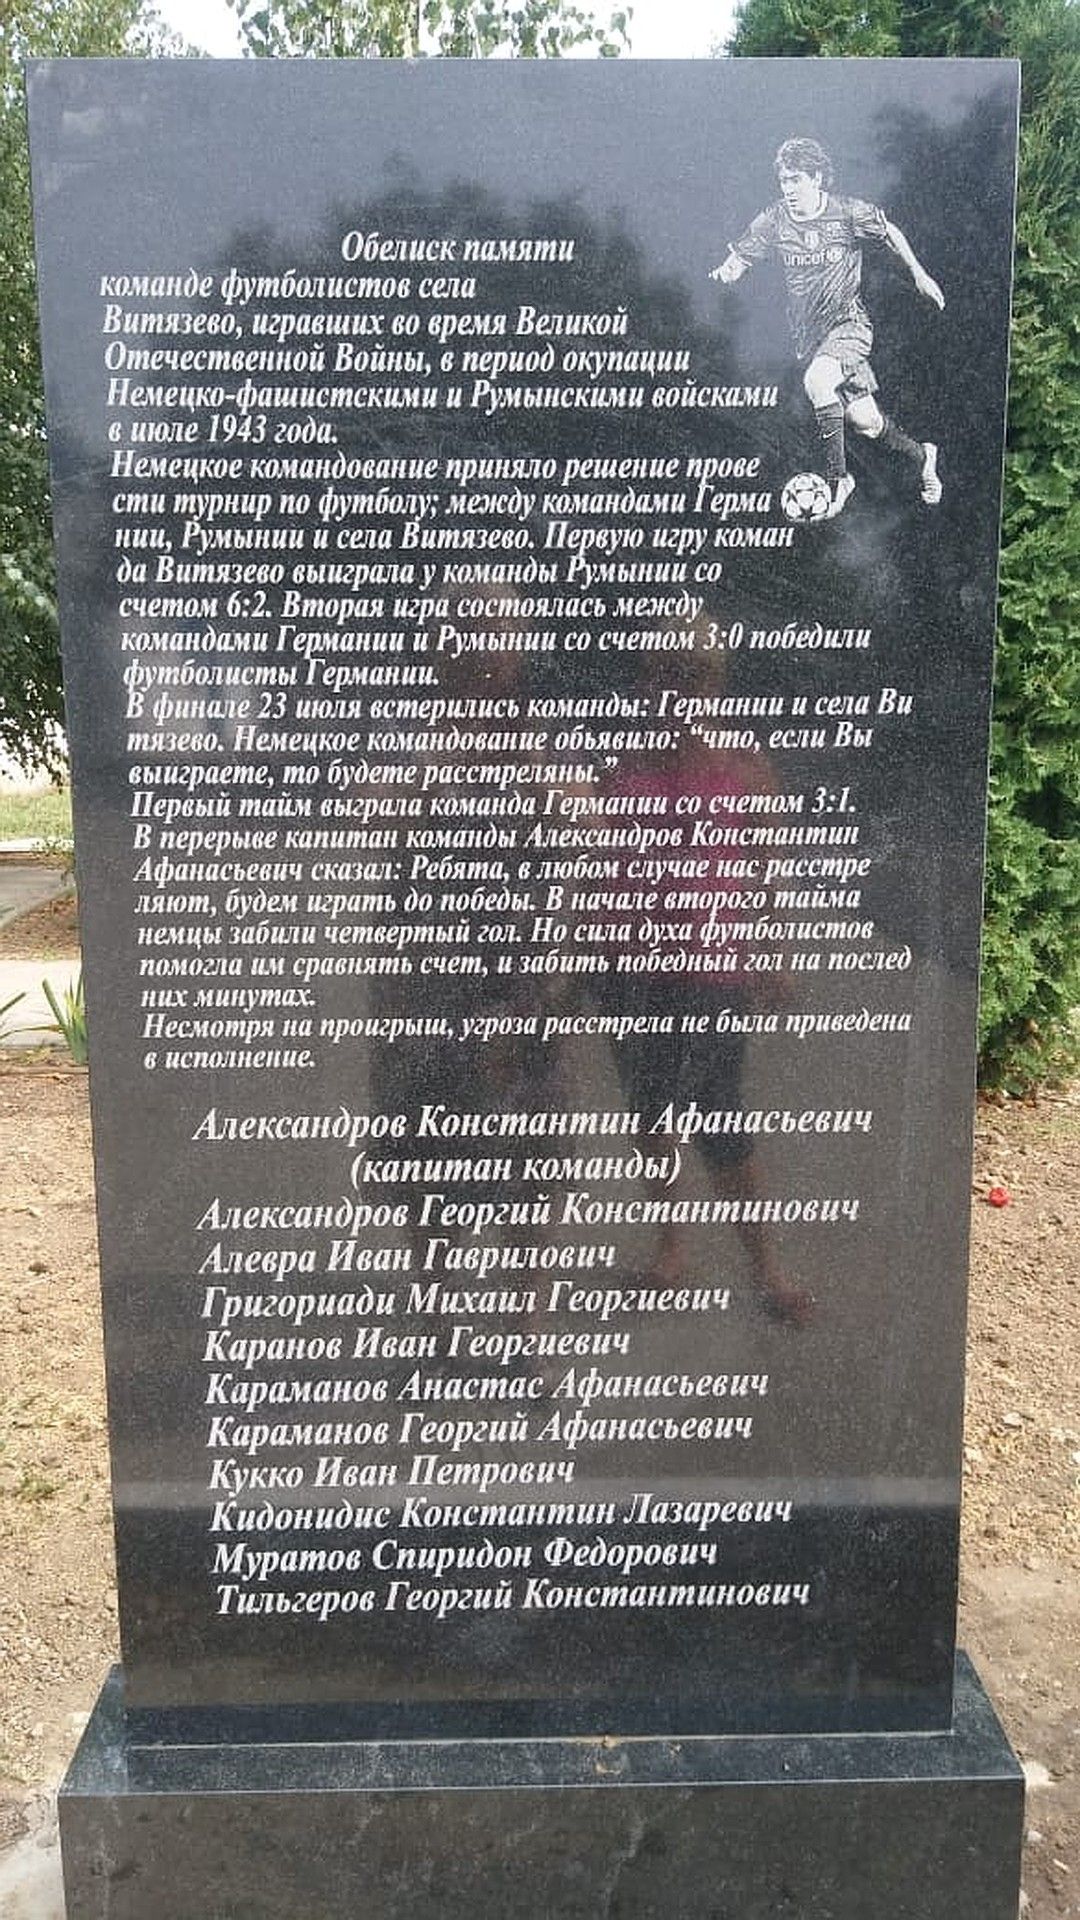 Обелиск памяти
команде футболистов села
Витязево, игравших во время Великой
Отечественной Войны, в период окупации
Немецко-фашистскими и Румынскими войсками
в июле 1943 года.
Немецкое командование приняло решение прове
сти турнир по футболу; между командами Герма
нии, Румынии и села Витязево. Первую игру коман
да Витязево выиграла у команды Румынии со
счетом 6:2. Вторая игра состоялась между
командами Германии и Румынии со счетом 3:0 победили
футболисты Германии.
В финале 23 июля встерились команды: Германии и села Ви
тязево. Немецкое командование обьявило: “что, если Вы
выиграете, то будете расстреляны.”
Первый тайм выграла команда Германии со счетом 3:1.
В перерыве капитан команды Александров Константин
Афанасьевич сказал: Ребята, в любом случае нас расстре
ляют, будем играть до победы. В начале второго тайма
немцы забили четвертый гол. Но сила духа футболистов
помогла им сравнять счет, и забить победный гол на послед
них минутах.
Несмотря на проигрыш, угроза расстрела не была приведена
в исполнение.
Александров Константин Афанасьевич
(капитан команды)
Александров Георгий Константинович
Алевра Иван Гаврилович
Григориади Михаил Георгиевич
Каранов Иван Георгиевич
Караманов Анастас Афанасьевич
Караманов Георгий Афанасьевич
Кукко Иван Петрович
Кидонидис Константин Лазаревич
Муратов Спиридон Федорович
Тильгеров Георгий Константинович
unicef